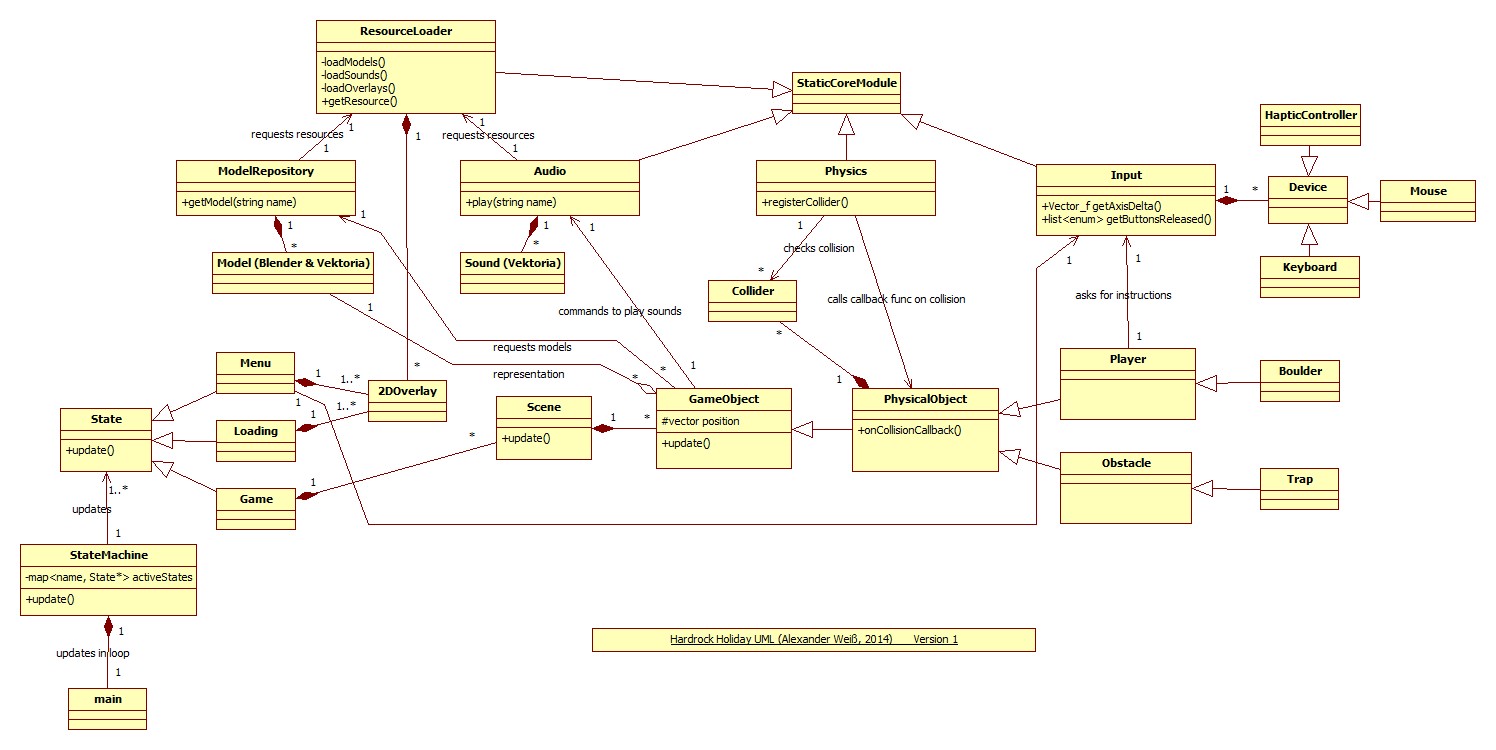 ResourceLoader
-loadModels()
-loadSounds()
-loadOverlays()
+getResource()
StaticCoreModule
HapticController
requests resources
1
1
1
requests resources
1
1
ModelRepository
+getModel(string name)
Audio
+play(string name)
Physics
+registerCollider()
Input
+Vector_f getAxisDelta()
+list<enum> getButtonsReleased()
1
*
Device
Mouse
Keyboard
1
*
1
1
*
1
1
checks collision
*
Model (Blender & Vektoria)
Sound (Vektoria)
Collider
1
1
1
calls callback func on collision
asks for instructions
commands to play sounds
*
1
requests models
representation
*
*
*
1
1
Menu
1
1..*
1
2DOverlay
Loading
1
1..*
State
+update()
Game
1
*
Scene
+update()
1
*
GameObject
#vector position
+update()
PhysicalObject
+onCollisionCallback()
Player
Boulder
Obstacle
Trap
1..*
updates
1
StateMachine
-map<name, State*> activeStates
+update()
1
updates in loop
1
main
Hardrock Holiday UML (Alexander Weiß, 2014) Version 1